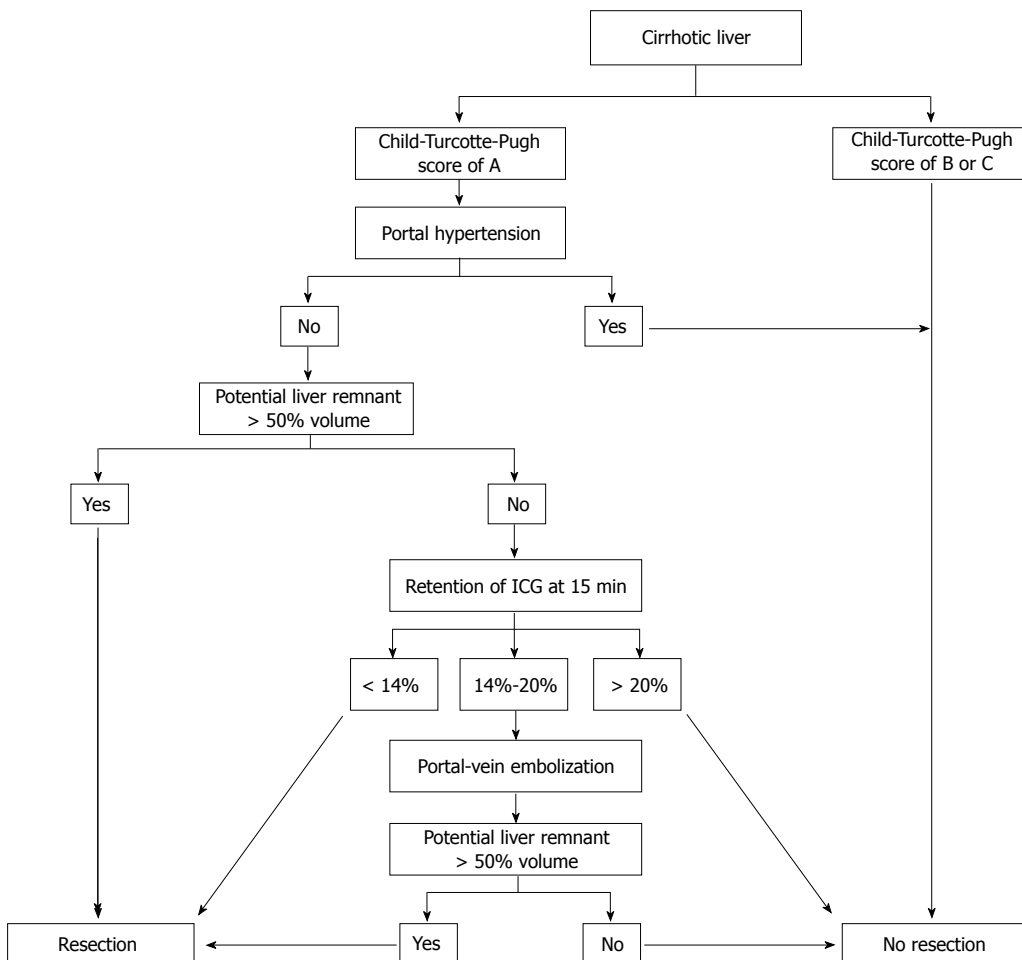 Cirrhotic liver
Child-Turcotte-Pugh
score of A
Child-Turcotte-Pugh
score of B or C
Portal hypertension
No
Yes
Potential liver remnant
> 50% volume
Yes
No
Retention of ICG at 15 min
< 14%
14%-20%
> 20%
Portal-vein embolization
Potential liver remnant
> 50% volume
Resection
Yes
No
No resection